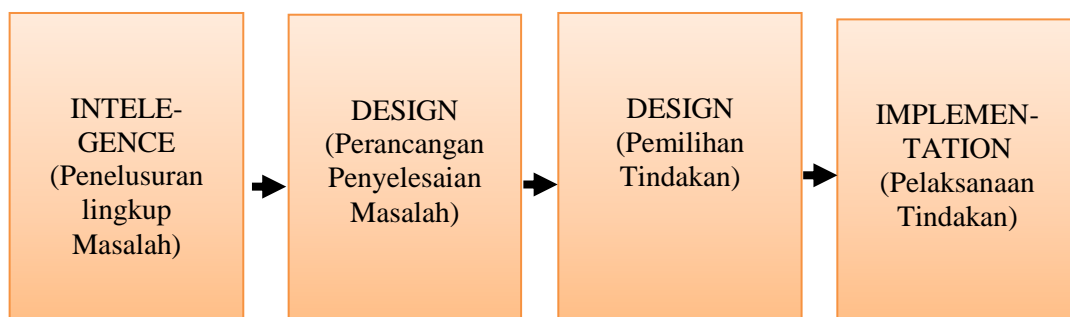 INTELE-
GENCE
(Penelusuran
lingkup
Masalah)
DESIGN
(Perancangan
Penyelesaian
Masalah)
DESIGN
(Pemilihan
Tindakan)
IMPLEMEN-
TATION
(Pelaksanaan
Tindakan)